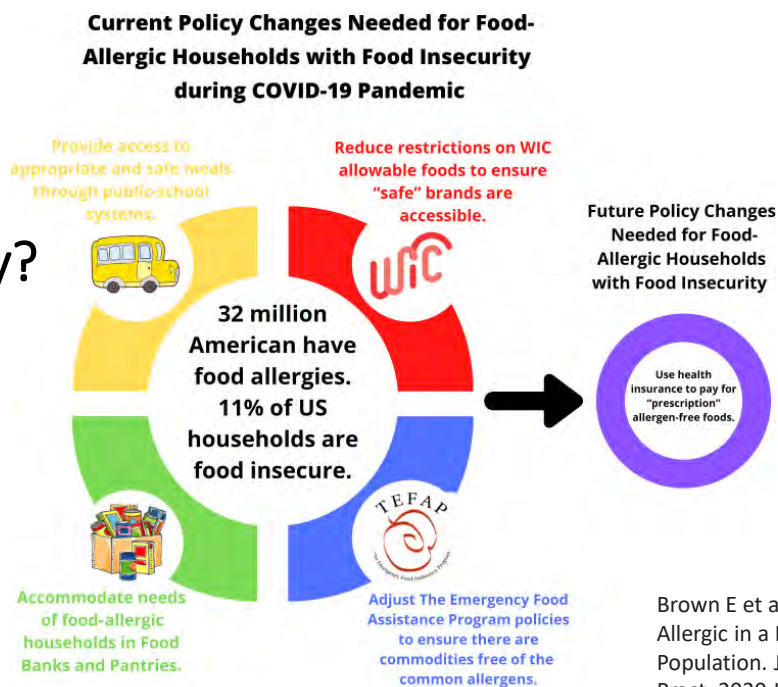 Current Policy Changes Needed for Food-
Allergic Households with Food Insecurity
during COVID-19 Pandemic
Provide access to
appropriate and safe meals
through public-school
systems.
Reduce restrictions on WIC
allowable foods to ensure
"safe" brands are
accessible.
y?
WIC
32 million
American have
food allergies.
11% of US
households are
food insecure.
Future Policy Changes
Needed for Food-
Allergic Households
with Food Insecurity
Use health
insurance to pay for
"prescription"
allergen-free foods.
TEFAP
The Emergency Food Assistance Program
Accommodate needs
of food-allergic
households in Food
Banks and Pantries.
Adjust The Emergency Food
Assistance Program policies
to ensure there are
commodities free of the
common allergens.
Brown E et a
Allergic in a
Population. J